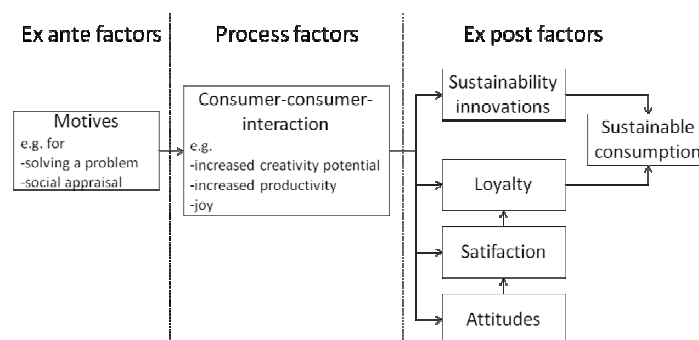 Ex ante factors
Process factors
Ex post factors
Motives
e.g. for
-solving a problem
-social appraisal
Consumer-consumer-
interaction
e.g.
-increased creativity potential
-increased productivity
-joy
Sustainability
innovations
Loyalty
Satifaction
Attitudes
Sustainable
consumption